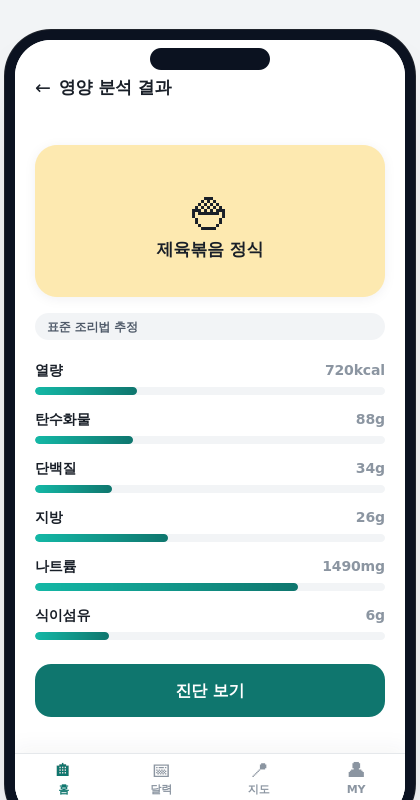 ← 영양 분석 결과
제육볶음 정식
표준 조리법 추정
열량 720kcal
탄수화물 88g
단백질 34g
지방 26g
나트륨 1490mg
식이섬유 6g
진단 보기
홈 달력 지도 MY